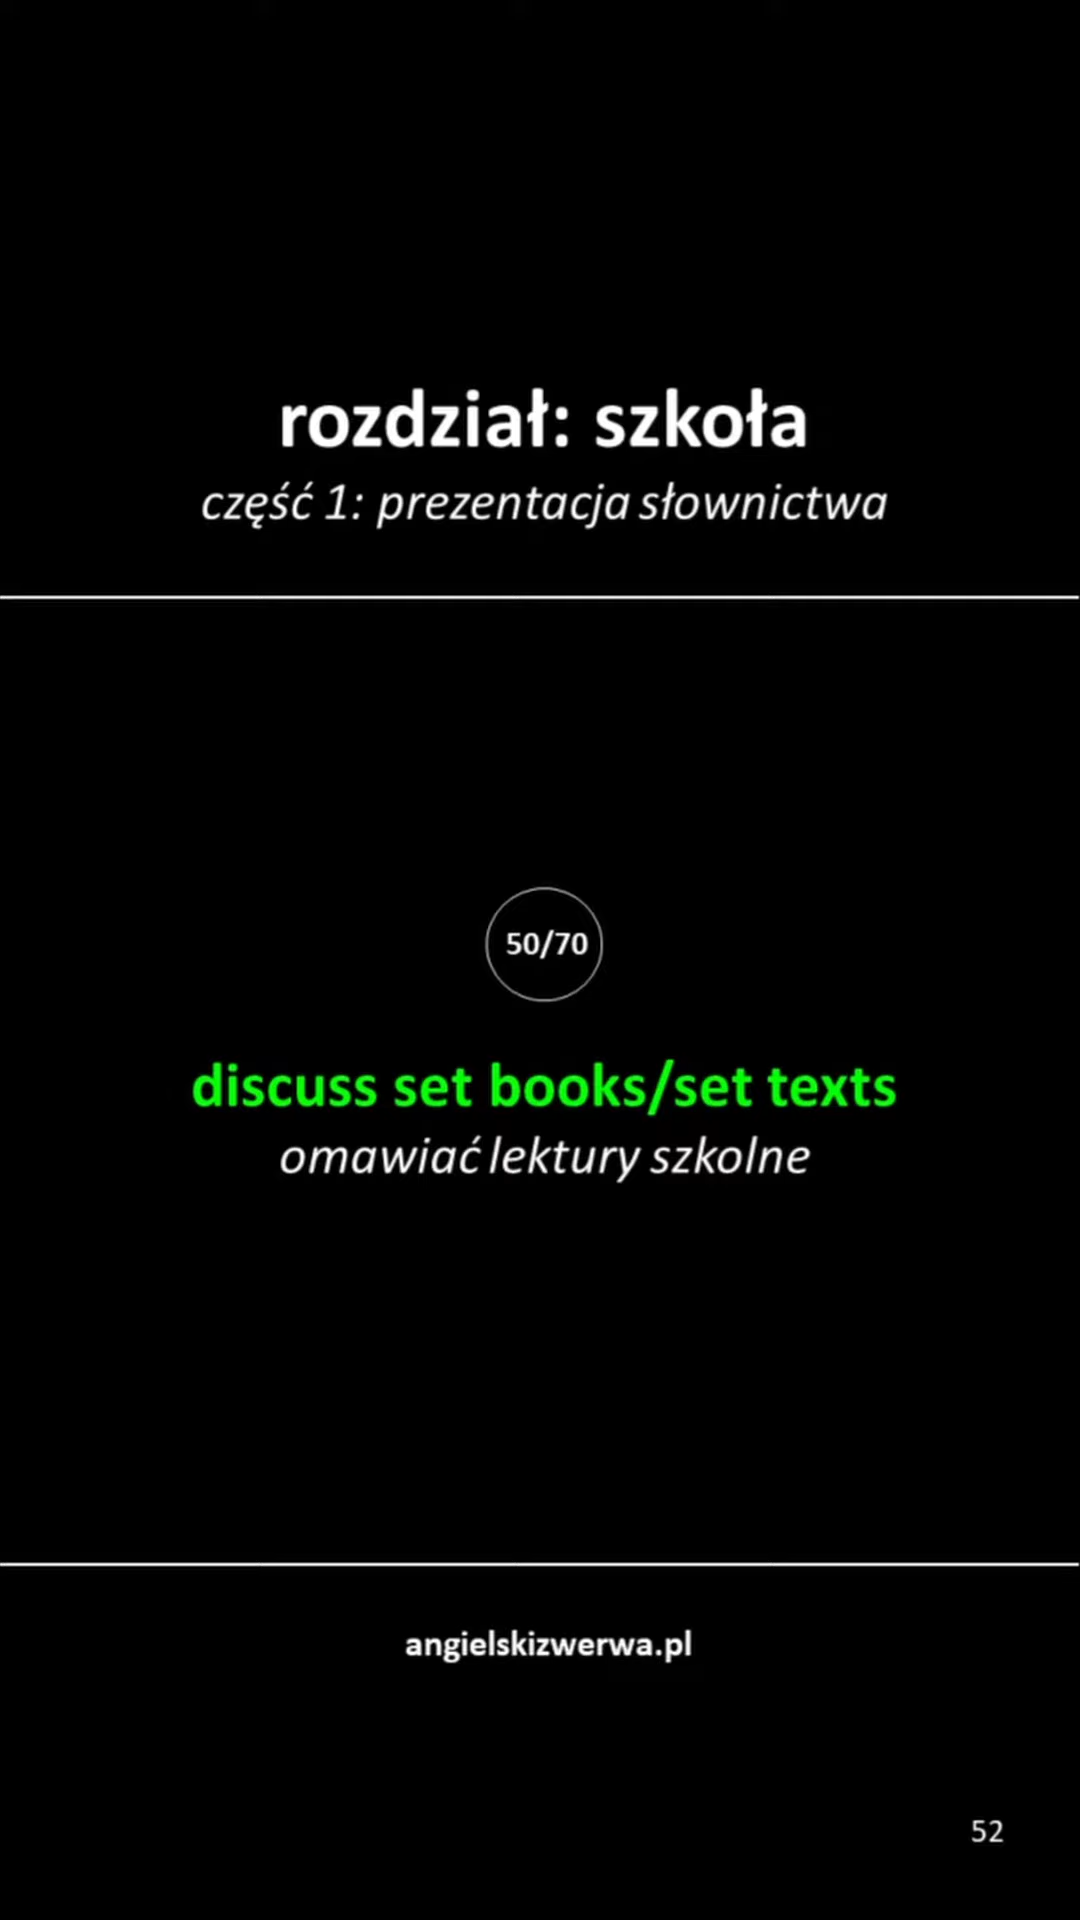 rozdział: szkoła
część 1: prezentacja słownictwa
50/70
discuss set books/set texts
omawiać lektury szkolne
angielskizwerwa.pl
52